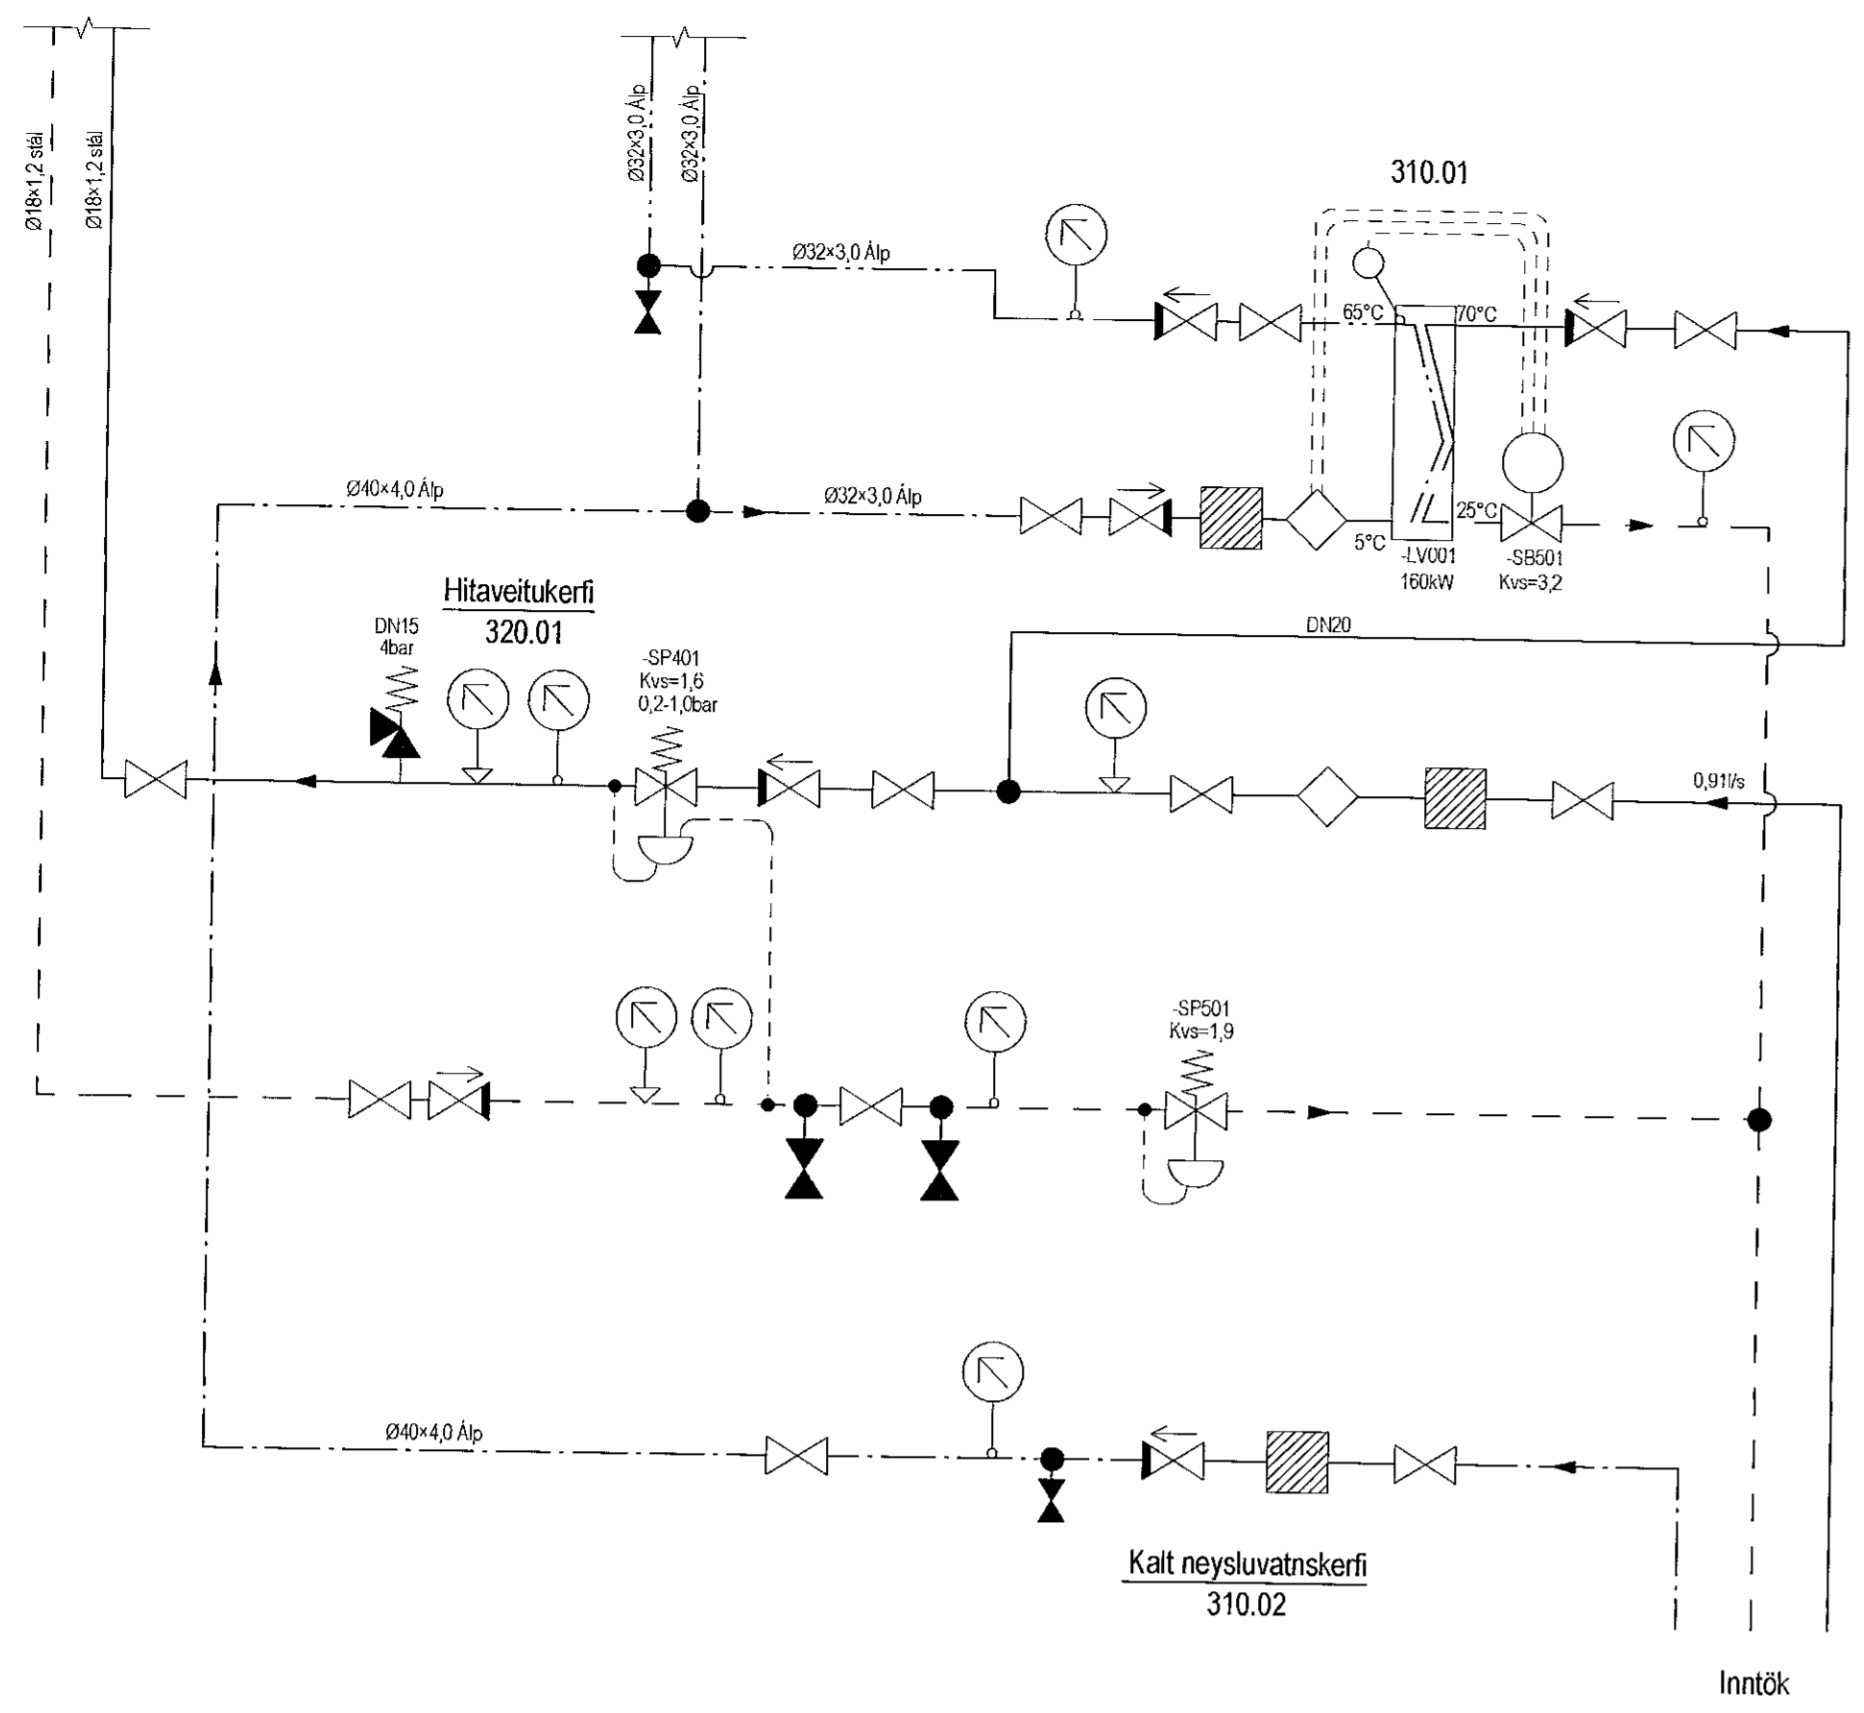 Ø18×1,2 stál
Ø18×1,2 stál
Ø32×3,0 Álp
Ø32×3,0 Álp
310.01
Ø32×3,0 Álp
65°C
70°C
Ø40×4,0 Álp
Ø32×3,0 Álp
25°C
5°C
-LV001
160kW
-SB501
Kvs=3,2
Hitaveitukerfi
320.01
DN15
4bar
-SP401
Kvs=1,6
0,2-1,0bar
DN20
0,91l/s
-SP501
Kvs=1,9
Ø40×4,0 Álp
Kalt neysluvatnskerfi
310.02
Inntök